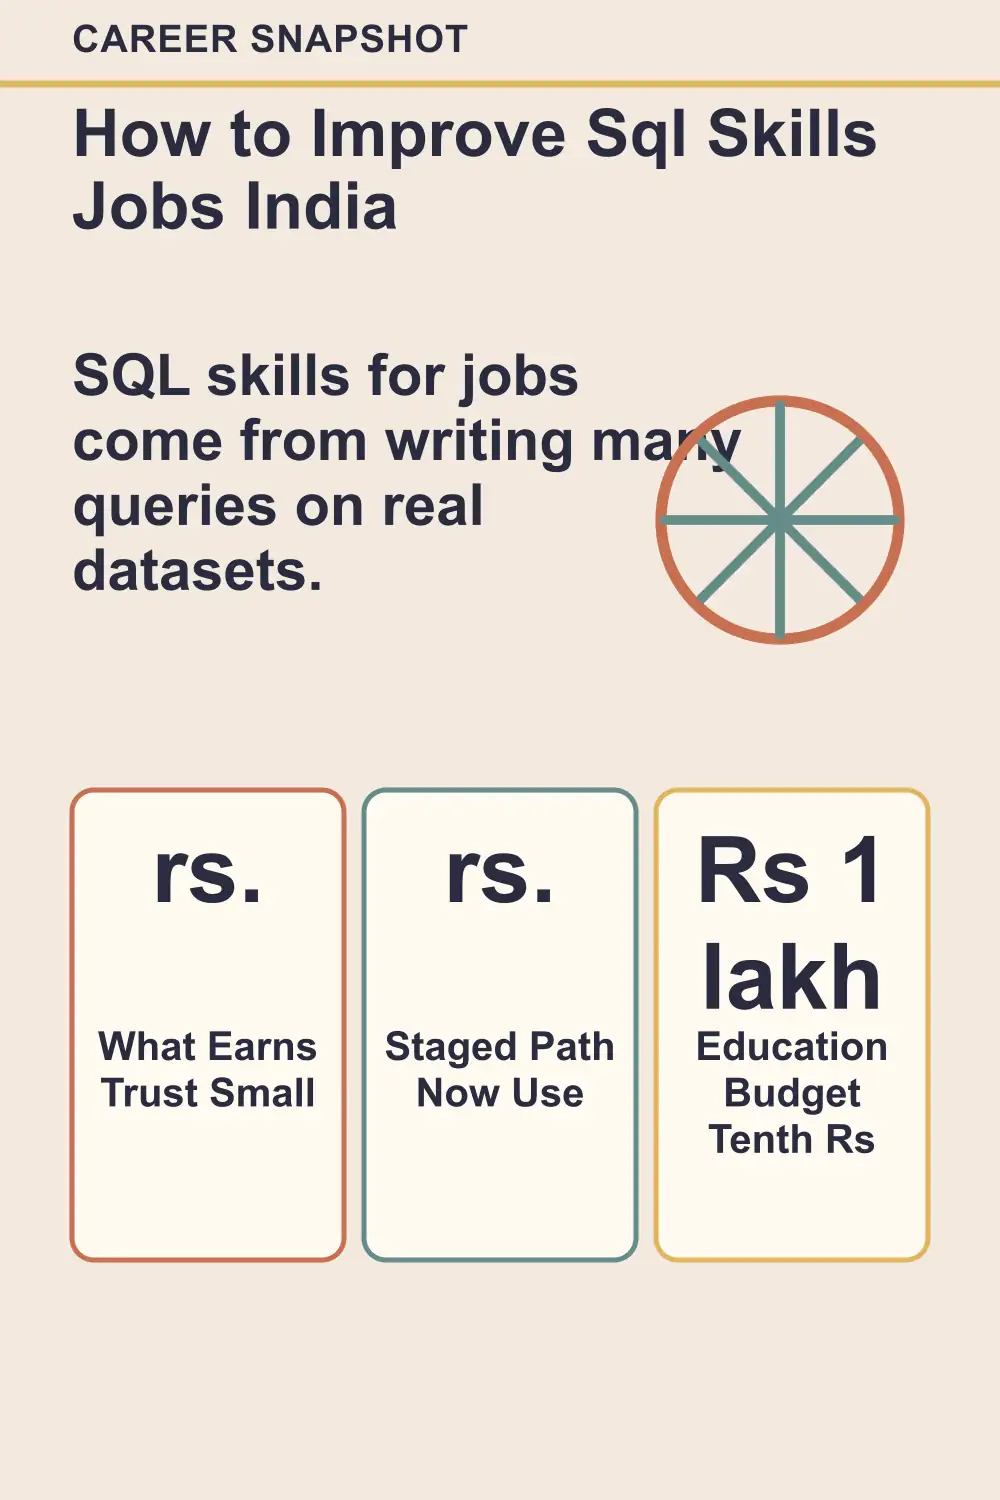 CAREER SNAPSHOT
How to Improve Sql Skills
Jobs India
SQL skills for jobs
come from writing many
queries on real
datasets.
rs.
What Earns
Trust Small
rs.
Staged Path
Now Use
Rs 1
lakh
Education
Budget
Tenth Rs